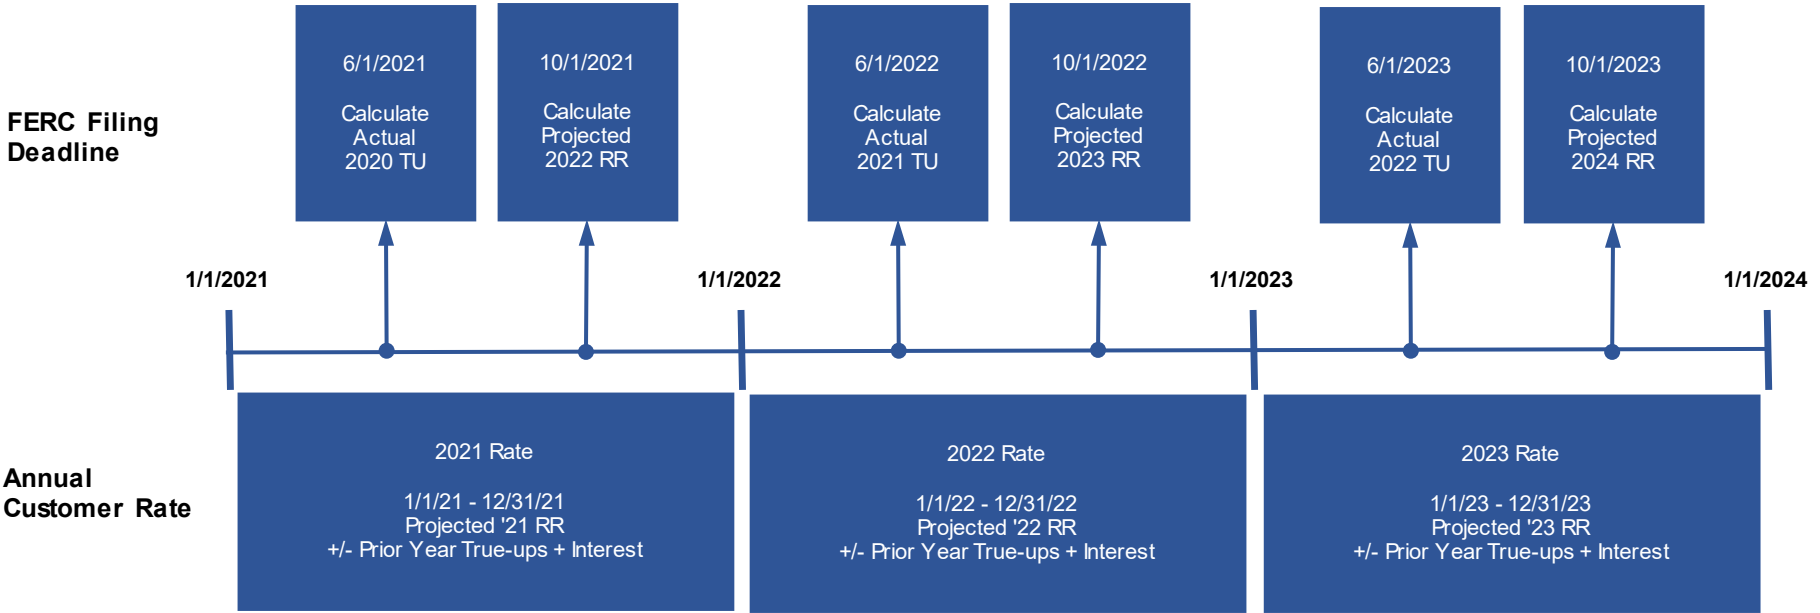 FERC Filing
Deadline
6/1/2021
Calculate
Actual
2020 TU
10/1/2021
Calculate
Projected
2022 RR
6/1/2022
Calculate
Actual
2021 TU
10/1/2022
Calculate
Projected
2023 RR
6/1/2023
Calculate
Actual
2022 TU
10/1/2023
Calculate
Projected
2024 RR
1/1/2021
1/1/2022
1/1/2023
1/1/2024
Annual
Customer Rate
2021 Rate
1/1/21 - 12/31/21
Projected '21 RR
+/- Prior Year True-ups + Interest
2022 Rate
1/1/22 - 12/31/22
Projected '22 RR
+/- Prior Year True-ups + Interest
2023 Rate
1/1/23 - 12/31/23
Projected '23 RR
+/- Prior Year True-ups + Interest